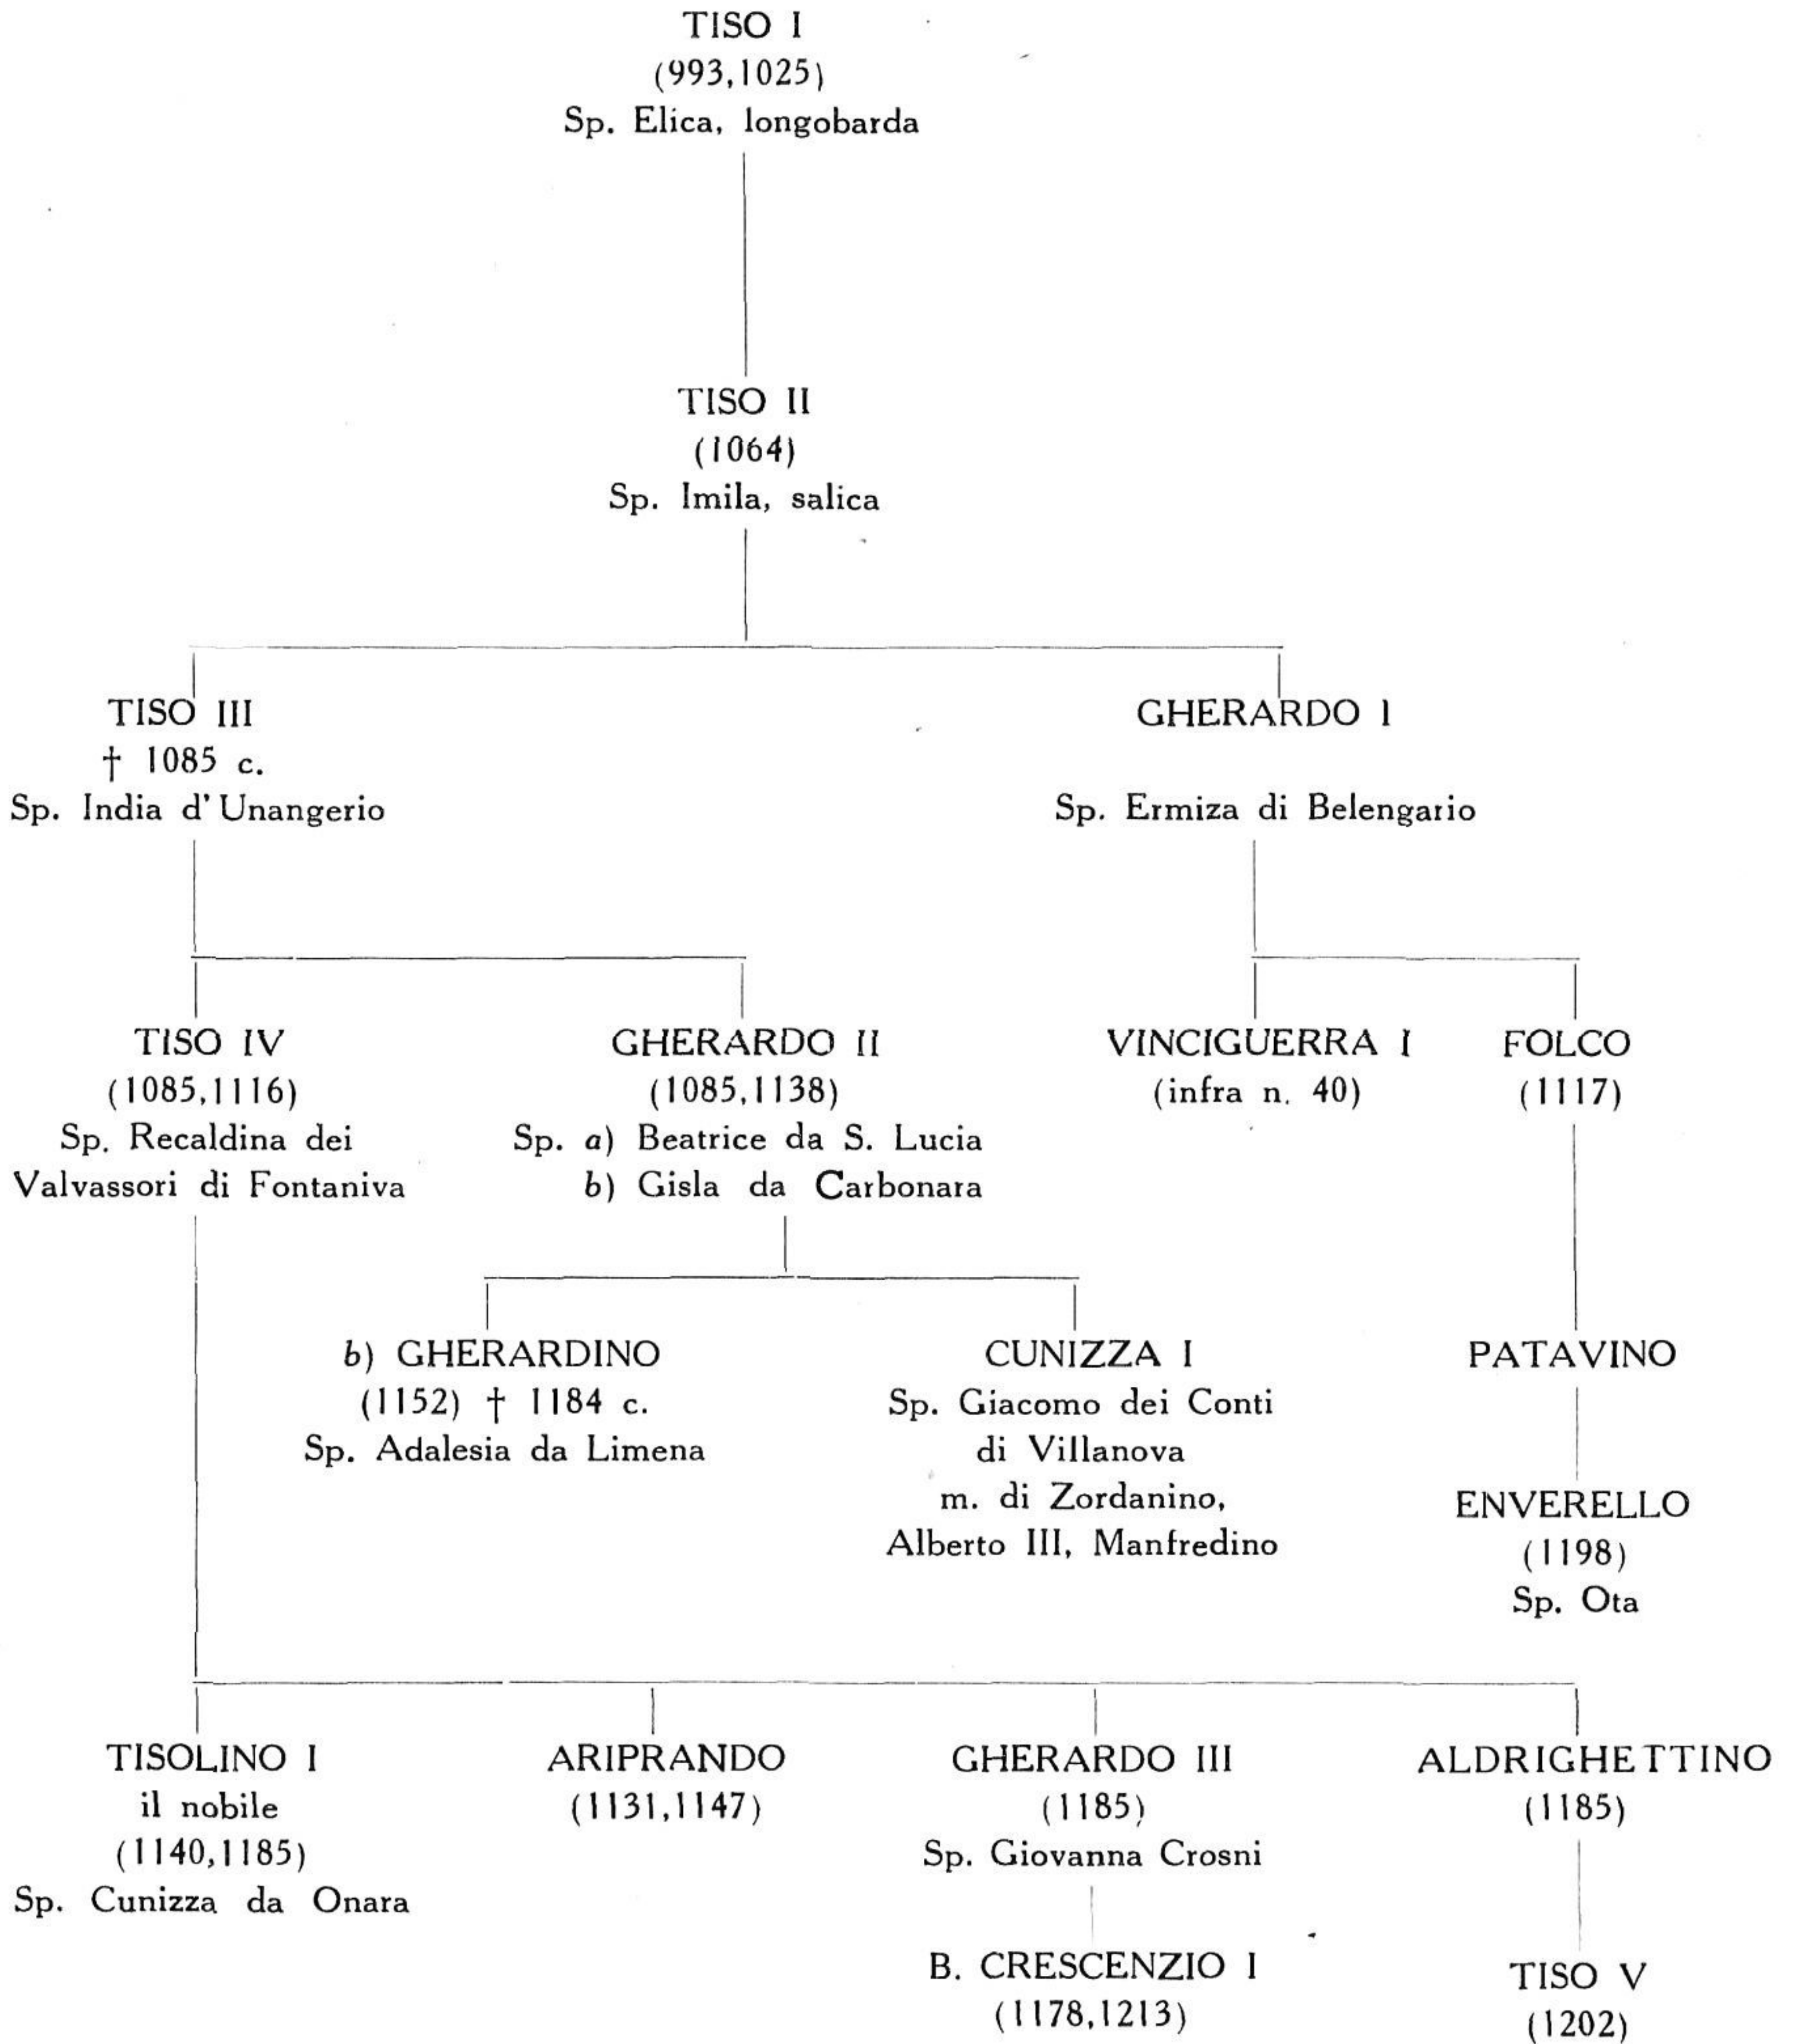 TISO I
(993,1025)
Sp. Elica, longobarda
TISO II
(1064)
Sp. Imila, salica
TISO III
† 1085 c.
Sp. India d'Unangerio
GHERARDO I
Sp. Ermiza di Belengario
TISO IV
(1085,1116)
Sp. Recaldina dei
Valvassori di Fontaniva
GHERARDO II
(1085,1138)
Sp. a) Beatrice da S. Lucia
b) Gisla da Carbonara
VINCIGUERRA I
(infra n. 40)
FOLCO
(1117)
b) GHERARDINO
(1152) † 1184 c.
Sp. Adalesia da Limena
CUNIZZA I
Sp. Giacomo dei Conti
di Villanova
m. di Zordanino,
Alberto III, Manfredino
PATAVINO
ENVERELLO
(1198)
Sp. Ota
TISOLINO I
il nobile
(1140,1185)
Sp. Cunizza da Onara
ARIPRANDO
(1131,1147)
GHERARDO III
(1185)
Sp. Giovanna Crosni
B. CRESCENZIO I
(1178,1213)
ALDRIGHETTINO
(1185)
TISO V
(1202)